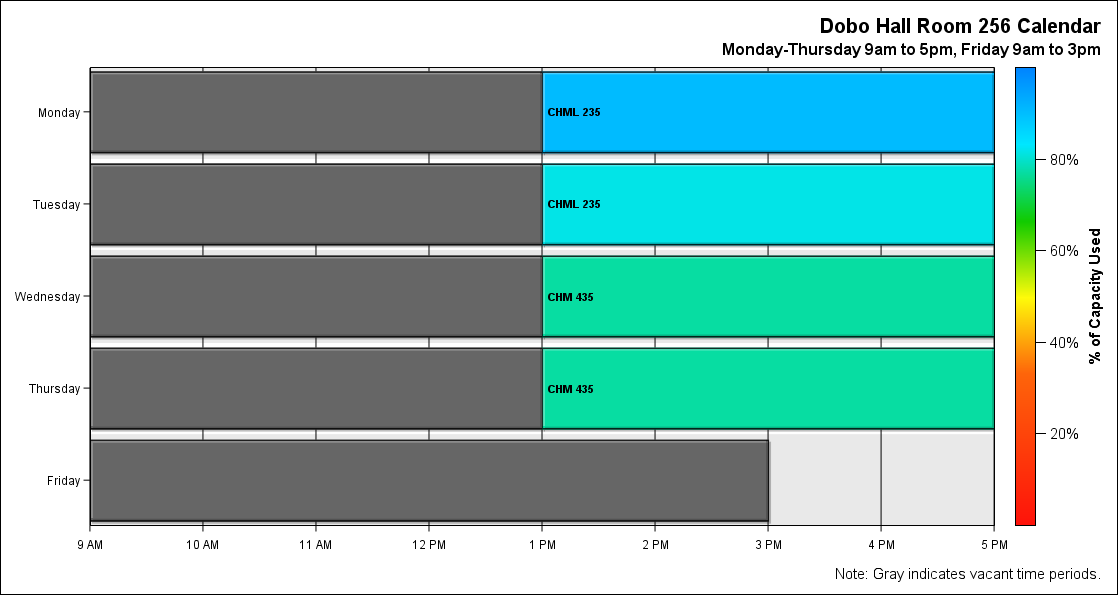 Dobo Hall Room 256 Calendar
Monday-Thursday 9am to 5pm, Friday 9am to 3pm
Monday
CHML 235
Tuesday
CHML 235
Wednesday
CHM 435
Thursday
CHM 435
Friday
9 AM 10 AM 11 AM 12 PM 1 PM 2 PM 3 PM 4 PM 5 PM
80%
60%
40%
20%
% of Capacity Used
Note: Gray indicates vacant time periods.